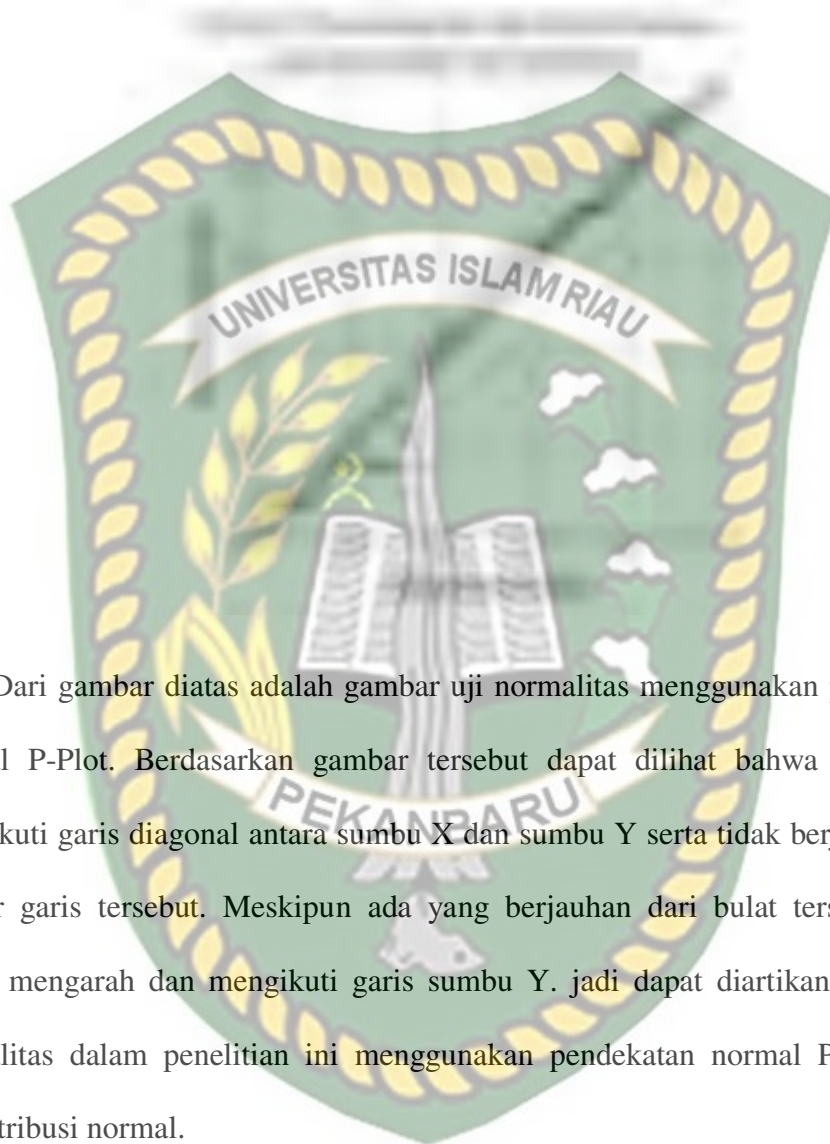 UNIVERSITAS ISLAM RIAU
Dari gambar diatas adalah gambar uji normalitas menggunakan
l P-Plot. Berdasarkan gambar tersebut dapat dilihat bahwa
kuti garis diagonal antara sumbu X dan sumbu Y serta tidak ber
PEKANBARU
r garis tersebut. Meskipun ada yang berjauhan dari bulat ters
mengarah dan mengikuti garis sumbu Y. jadi dapat diartikan
alitas dalam penelitian ini menggunakan pendekatan normal P
tribusi normal.